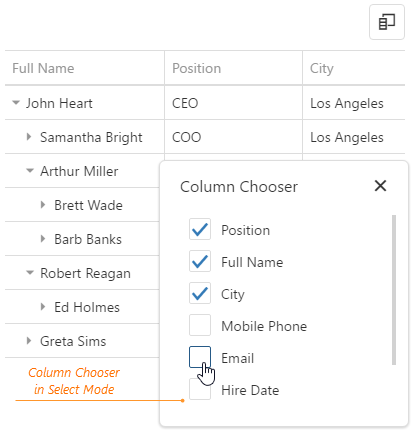 Full Name Position City
John Heart CEO Los Angeles
Samantha Bright COO Los Angeles
Arthur Miller
Brett Wade
Barb Banks
Robert Reagan
Ed Holmes
Greta Sims
Column Chooser
Position
Full Name
City
Mobile Phone
Email
Hire Date
Column Chooser
in Select Mode